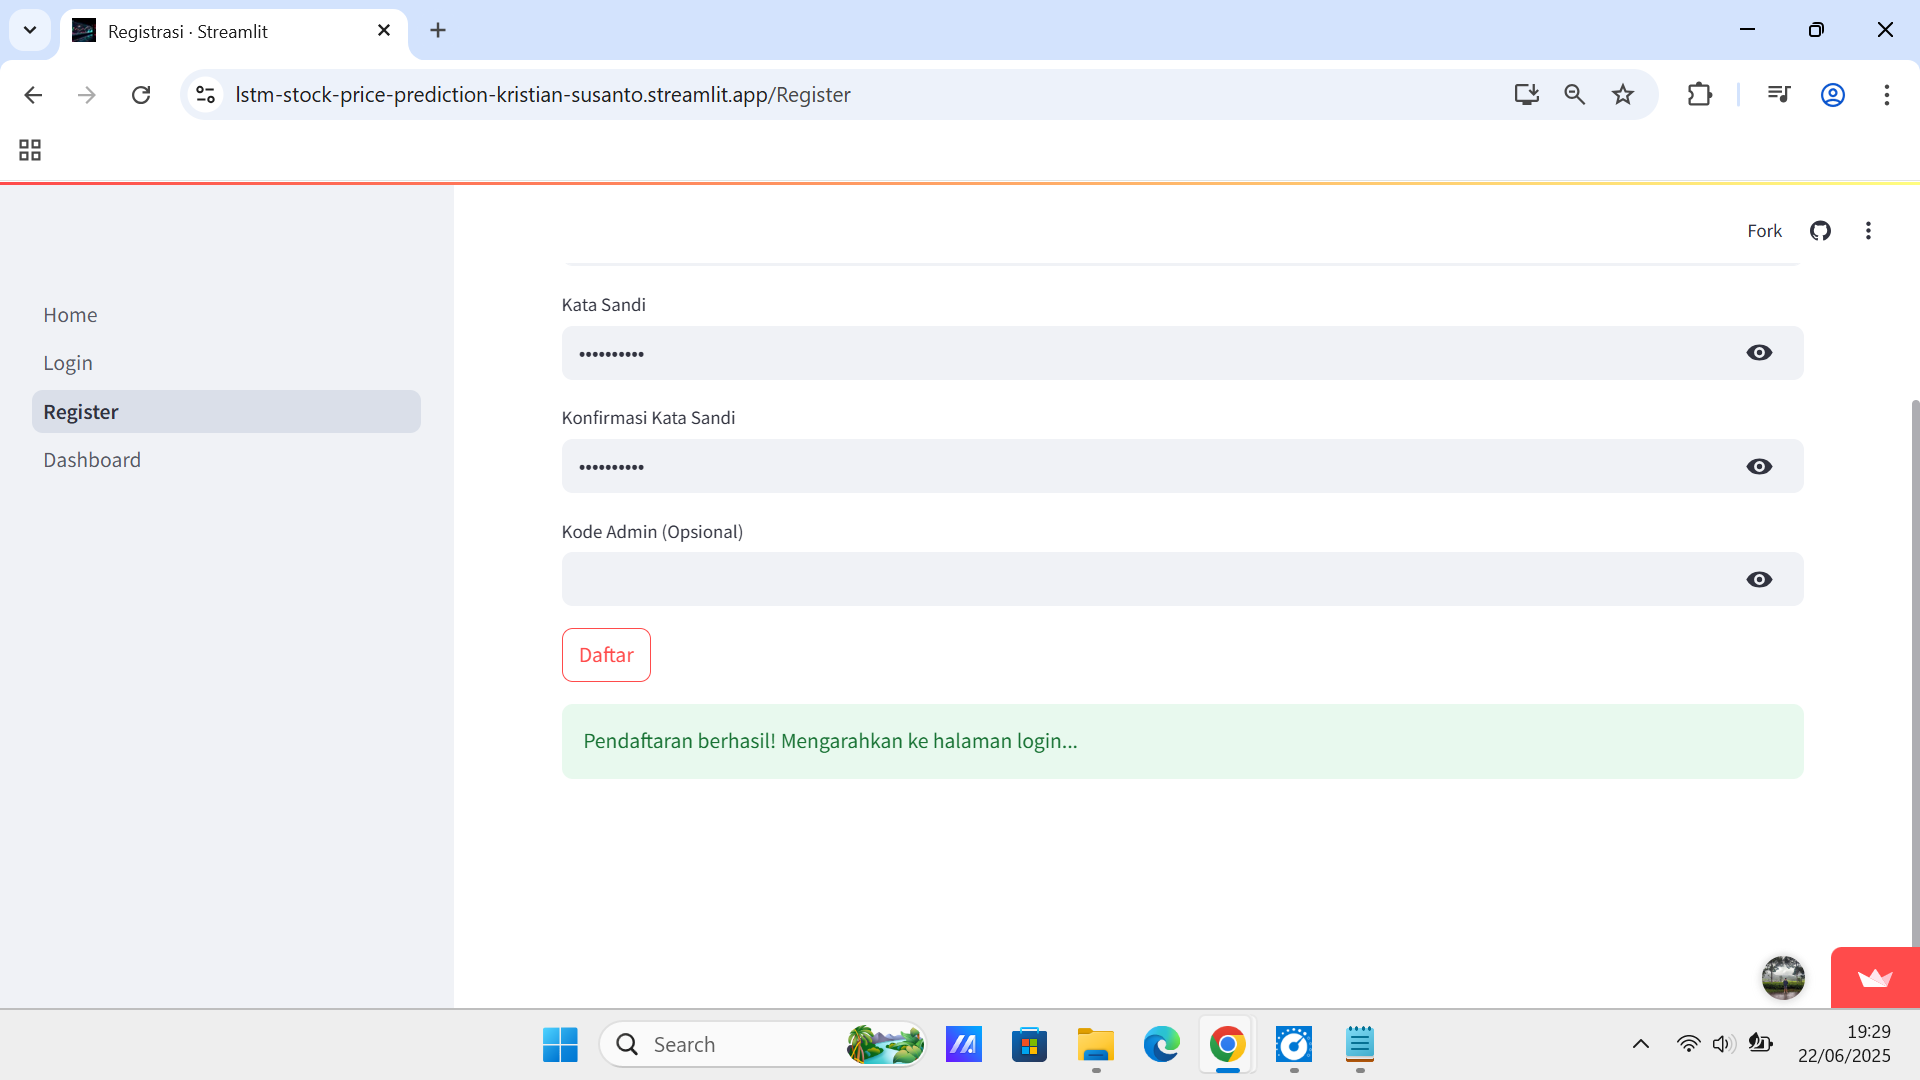 Registrasi · Streamlit
lstm-stock-price-prediction-kristian-susanto.streamlit.app/Register
Fork
Home
Login
Register
Dashboard
Kata Sandi
••••••••••
Konfirmasi Kata Sandi
••••••••••
Kode Admin (Opsional)
Daftar
Pendaftaran berhasil! Mengarahkan ke halaman login...
Search
19:29
22/06/2025